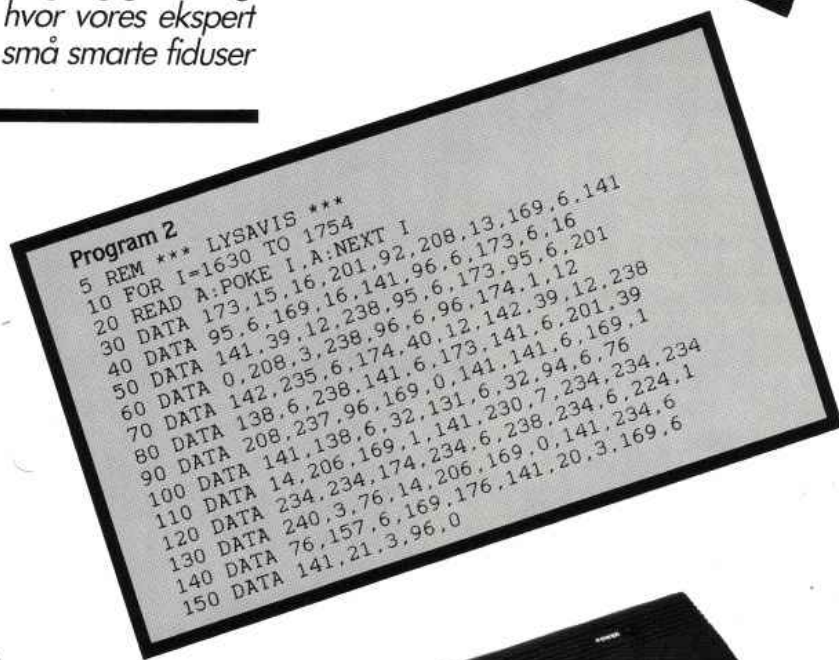 hvor vores ekspert
små smarte fiduser
Program 2
5 REM *** LYSAVIS ***
10 FOR I=1630 TO 1754
20 READ A:POKE I,A:NEXT I
30 DATA 173,15,16,201,92,208,13,169,6,141
40 DATA 95,6,169,16,141,96,6,173,6,16
50 DATA 141,39,12,238,95,6,173,95,6,201
60 DATA 0,208,3,238,96,6,96,174,1,12
70 DATA 142,235,6,174,40,12,142,39,12,238
80 DATA 138,6,238,141,6,173,141,6,201,39
90 DATA 208,237,96,169,0,141,141,6,169,1
100 DATA 141,138,6,32,131,6,32,94,6,76
110 DATA 14,206,169,1,141,230,7,234,234,234
120 DATA 234,234,174,234,6,238,234,6,224,1
130 DATA 240,3,76,14,206,169,0,141,234,6
140 DATA 76,157,6,169,176,141,20,3,169,6
150 DATA 141,21,3,96,0
POWER